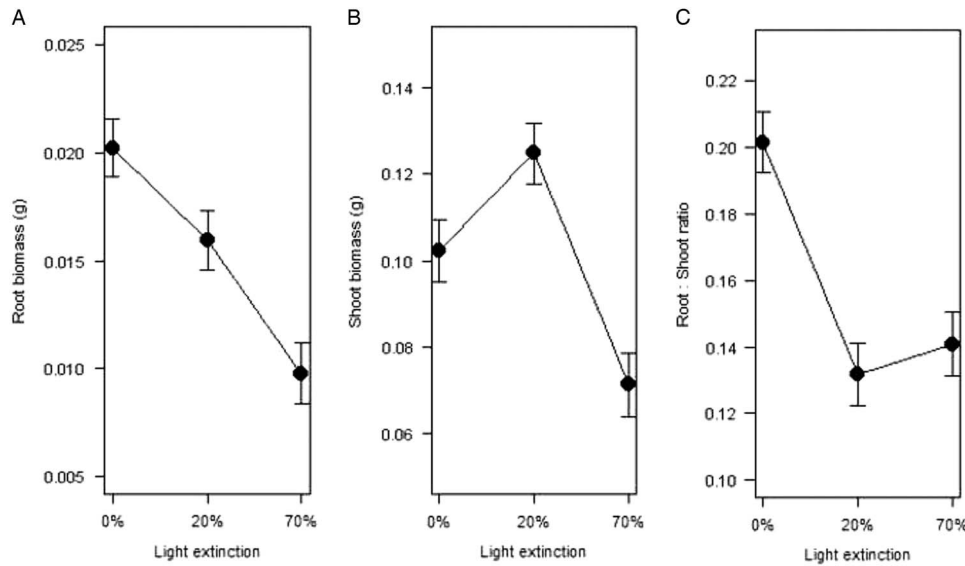 A
Root biomass (g)
0.025
0.020
0.015
0.010
0.005
0%
20%
70%
Light extinction
B
Shoot biomass (g)
0.14
0.12
0.10
0.08
0.06
0%
20%
70%
Light extinction
C
Root : Shoot ratio
0.22
0.20
0.18
0.16
0.14
0.12
0.10
0%
20%
70%
Light extinction